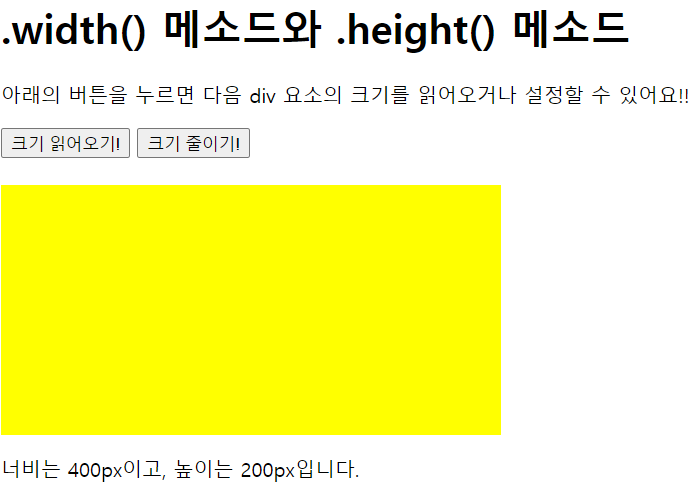 .width() 메소드와 .height() 메소드
아래의 버튼을 누르면 다음 div 요소의 크기를 읽어오거나 설정할 수 있어요!!
크기 읽어오기! 크기 줄이기!
너비는 400px이고, 높이는 200px입니다.